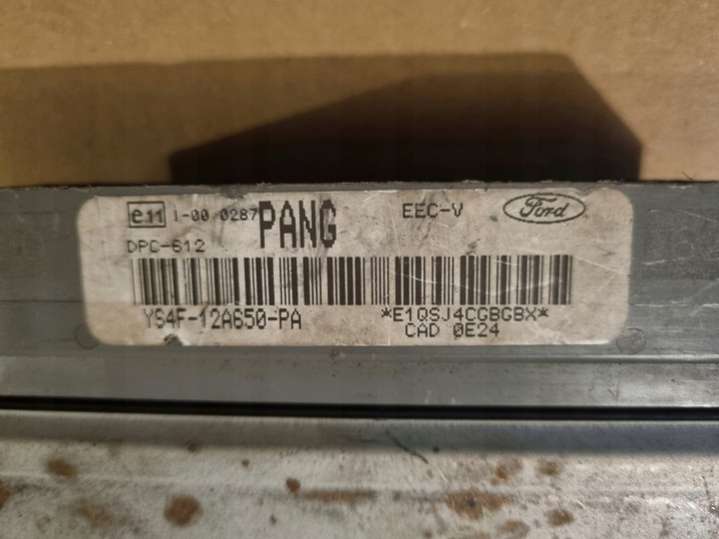 e11 1-00 0287 PANG EEC-V Ford
DPC-612
YS4F-12A650-PA *E1QSJ4CGBGBX*
CAD 0E24